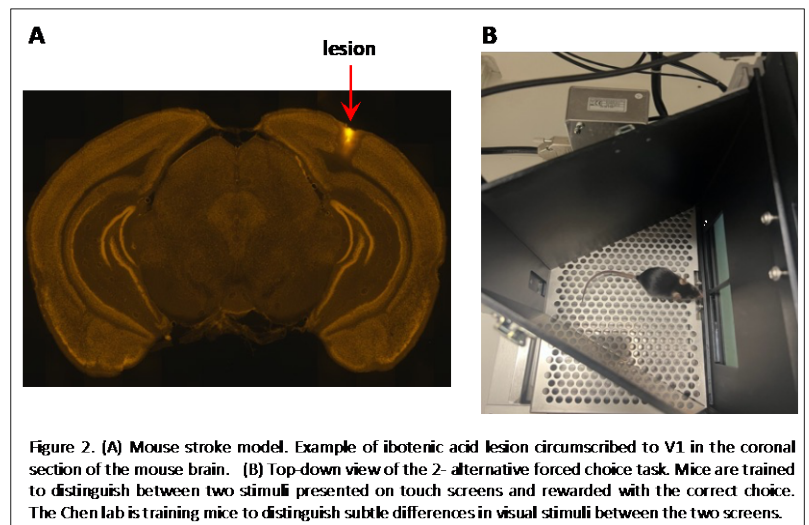 A
B
lesion
Figure 2. (A) Mouse stroke model. Example of ibotenic acid lesion circumscribed to V1 in the coronal
section of the mouse brain. (B) Top-down view of the 2- alternative forced choice task. Mice are trained
to distinguish between two stimuli presented on touch screens and rewarded with the correct choice.
The Chen lab is training mice to distinguish subtle differences in visual stimuli between the two screens.